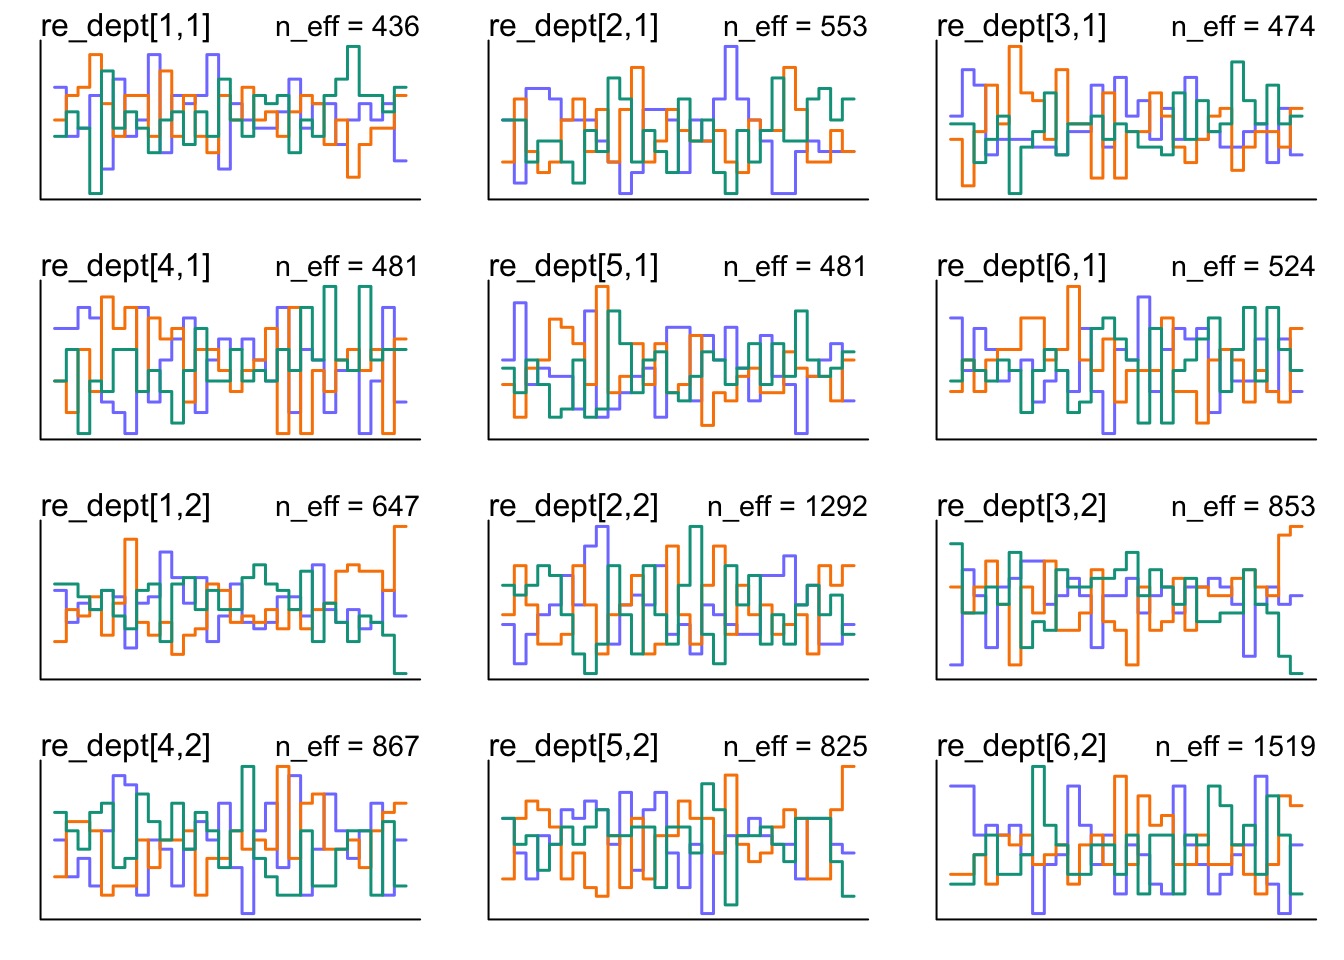 re_dept[1,1] n_eff = 436 re_dept[2,1] n_eff = 553 re_dept[3,1] n_eff = 474
re_dept[4,1] n_eff = 481 re_dept[5,1] n_eff = 481 re_dept[6,1] n_eff = 524
re_dept[1,2] n_eff = 647 re_dept[2,2] n_eff = 1292 re_dept[3,2] n_eff = 853
re_dept[4,2] n_eff = 867 re_dept[5,2] n_eff = 825 re_dept[6,2] n_eff = 1519